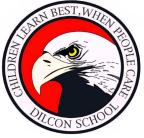 CHILDREN LEARN BEST, WHEN PEOPLE CARE
DILCON SCHOOL